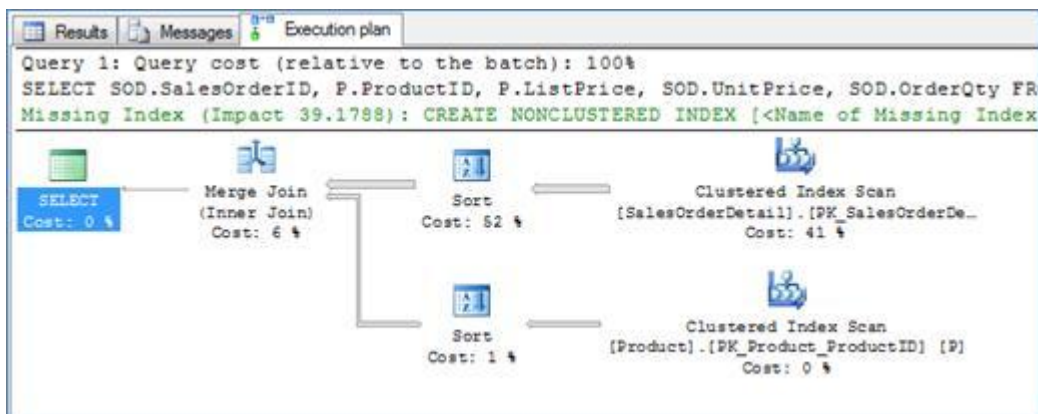 Results Messages Execution plan
Query 1: Query cost (relative to the batch): 100%
SELECT SOD.SalesOrderID, P.ProductID, P.ListPrice, SOD.UnitPrice, SOD.OrderQty FR
Missing Index (Impact 39.1788): CREATE NONCLUSTERED INDEX [<Name of Missing Index
SELECT
Cost: 0 %
Merge Join
(Inner Join)
Cost: 6 %
Sort
Cost: 52 %
Clustered Index Scan
[SalesOrderDetail].[PK_SalesOrderDe…
Cost: 41 %
Sort
Cost: 1 %
Clustered Index Scan
[Product].[PK_Product_ProductID] [P]
Cost: 0 %